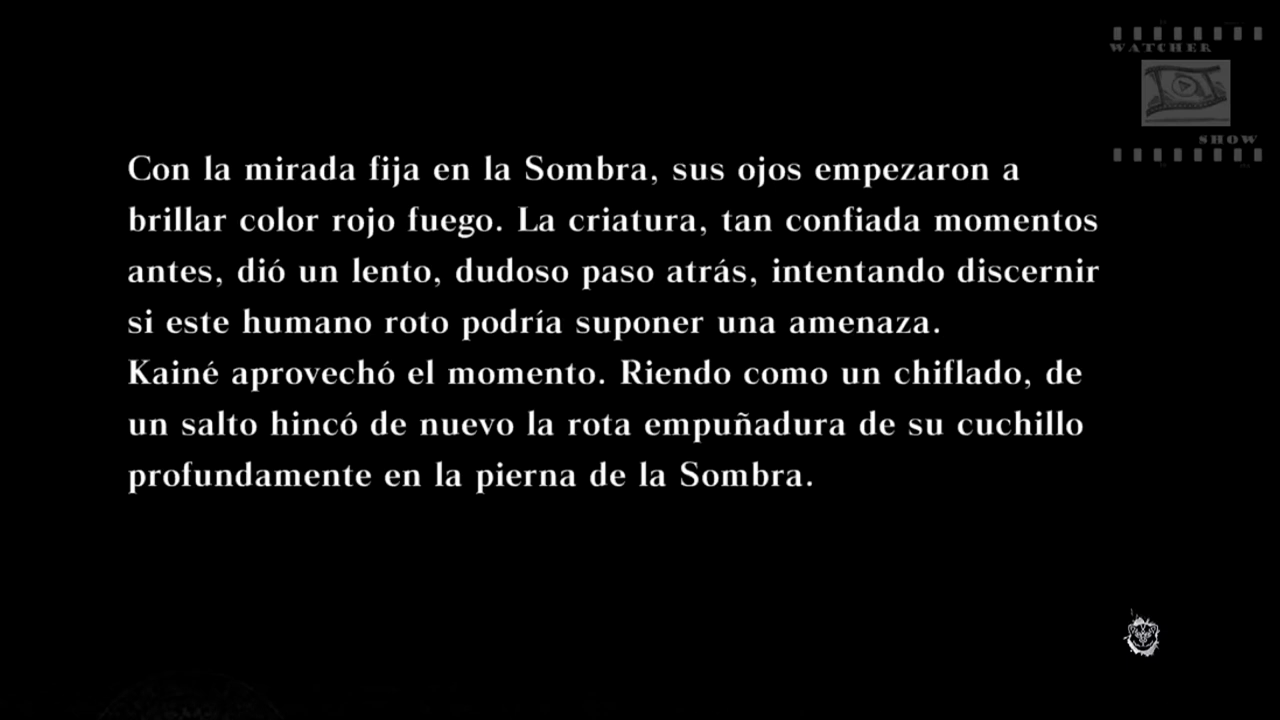 WATCHER
SHOW
Con la mirada fija en la Sombra, sus ojos empezaron a
brillar color rojo fuego. La criatura, tan confiada momentos
antes, dió un lento, dudoso paso atrás, intentando discernir
si este humano roto podría suponer una amenaza.
Kainé aprovechó el momento. Riendo como un chiflado, de
un salto hincó de nuevo la rota empuñadura de su cuchillo
profundamente en la pierna de la Sombra.